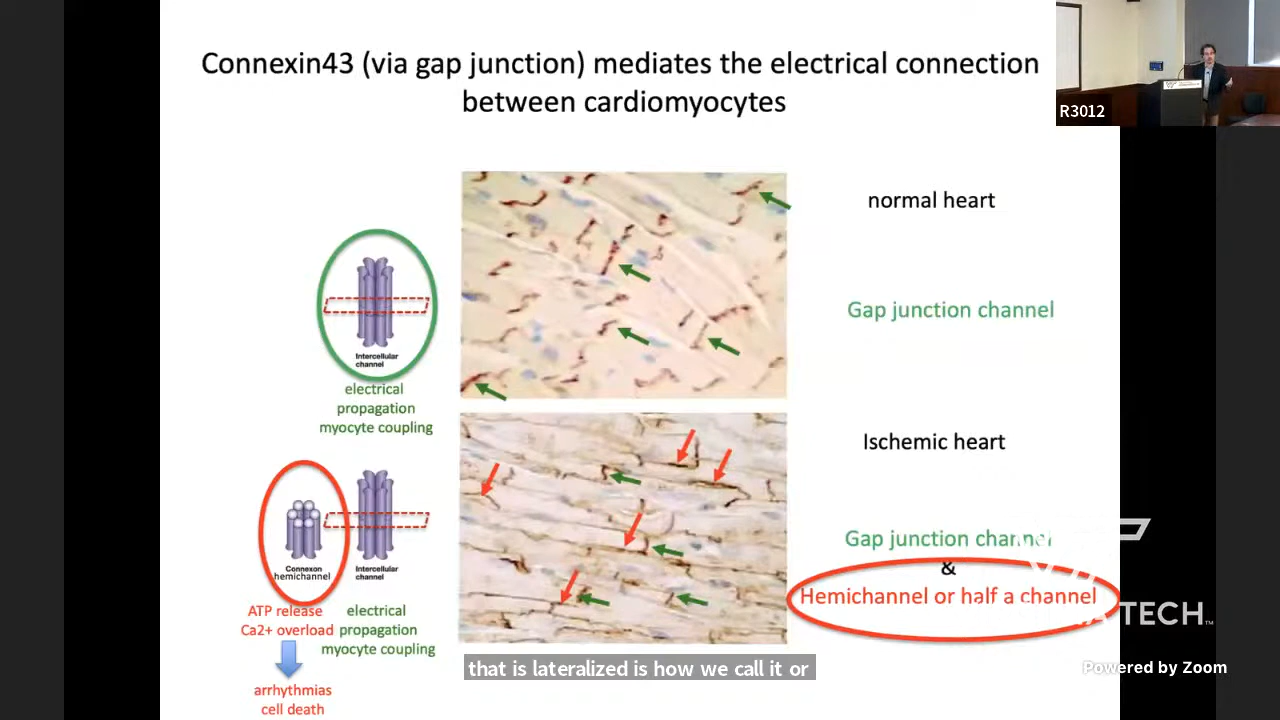 Connexin43 (via gap junction) mediates the electrical connection
between cardiomyocytes
R3012
normal heart
Gap junction channel
Intercellular
channel
electrical
propagation
myocyte coupling
Ischemic heart
Gap junction channel
&
Hemichannel or half a channel
Connexon
hemichannel
Intercellular
channel
ATP release
Ca2+ overload
electrical
propagation
myocyte coupling
arrhythmias
cell death
TECH™
that is lateralized is how we call it or
Powered by Zoom